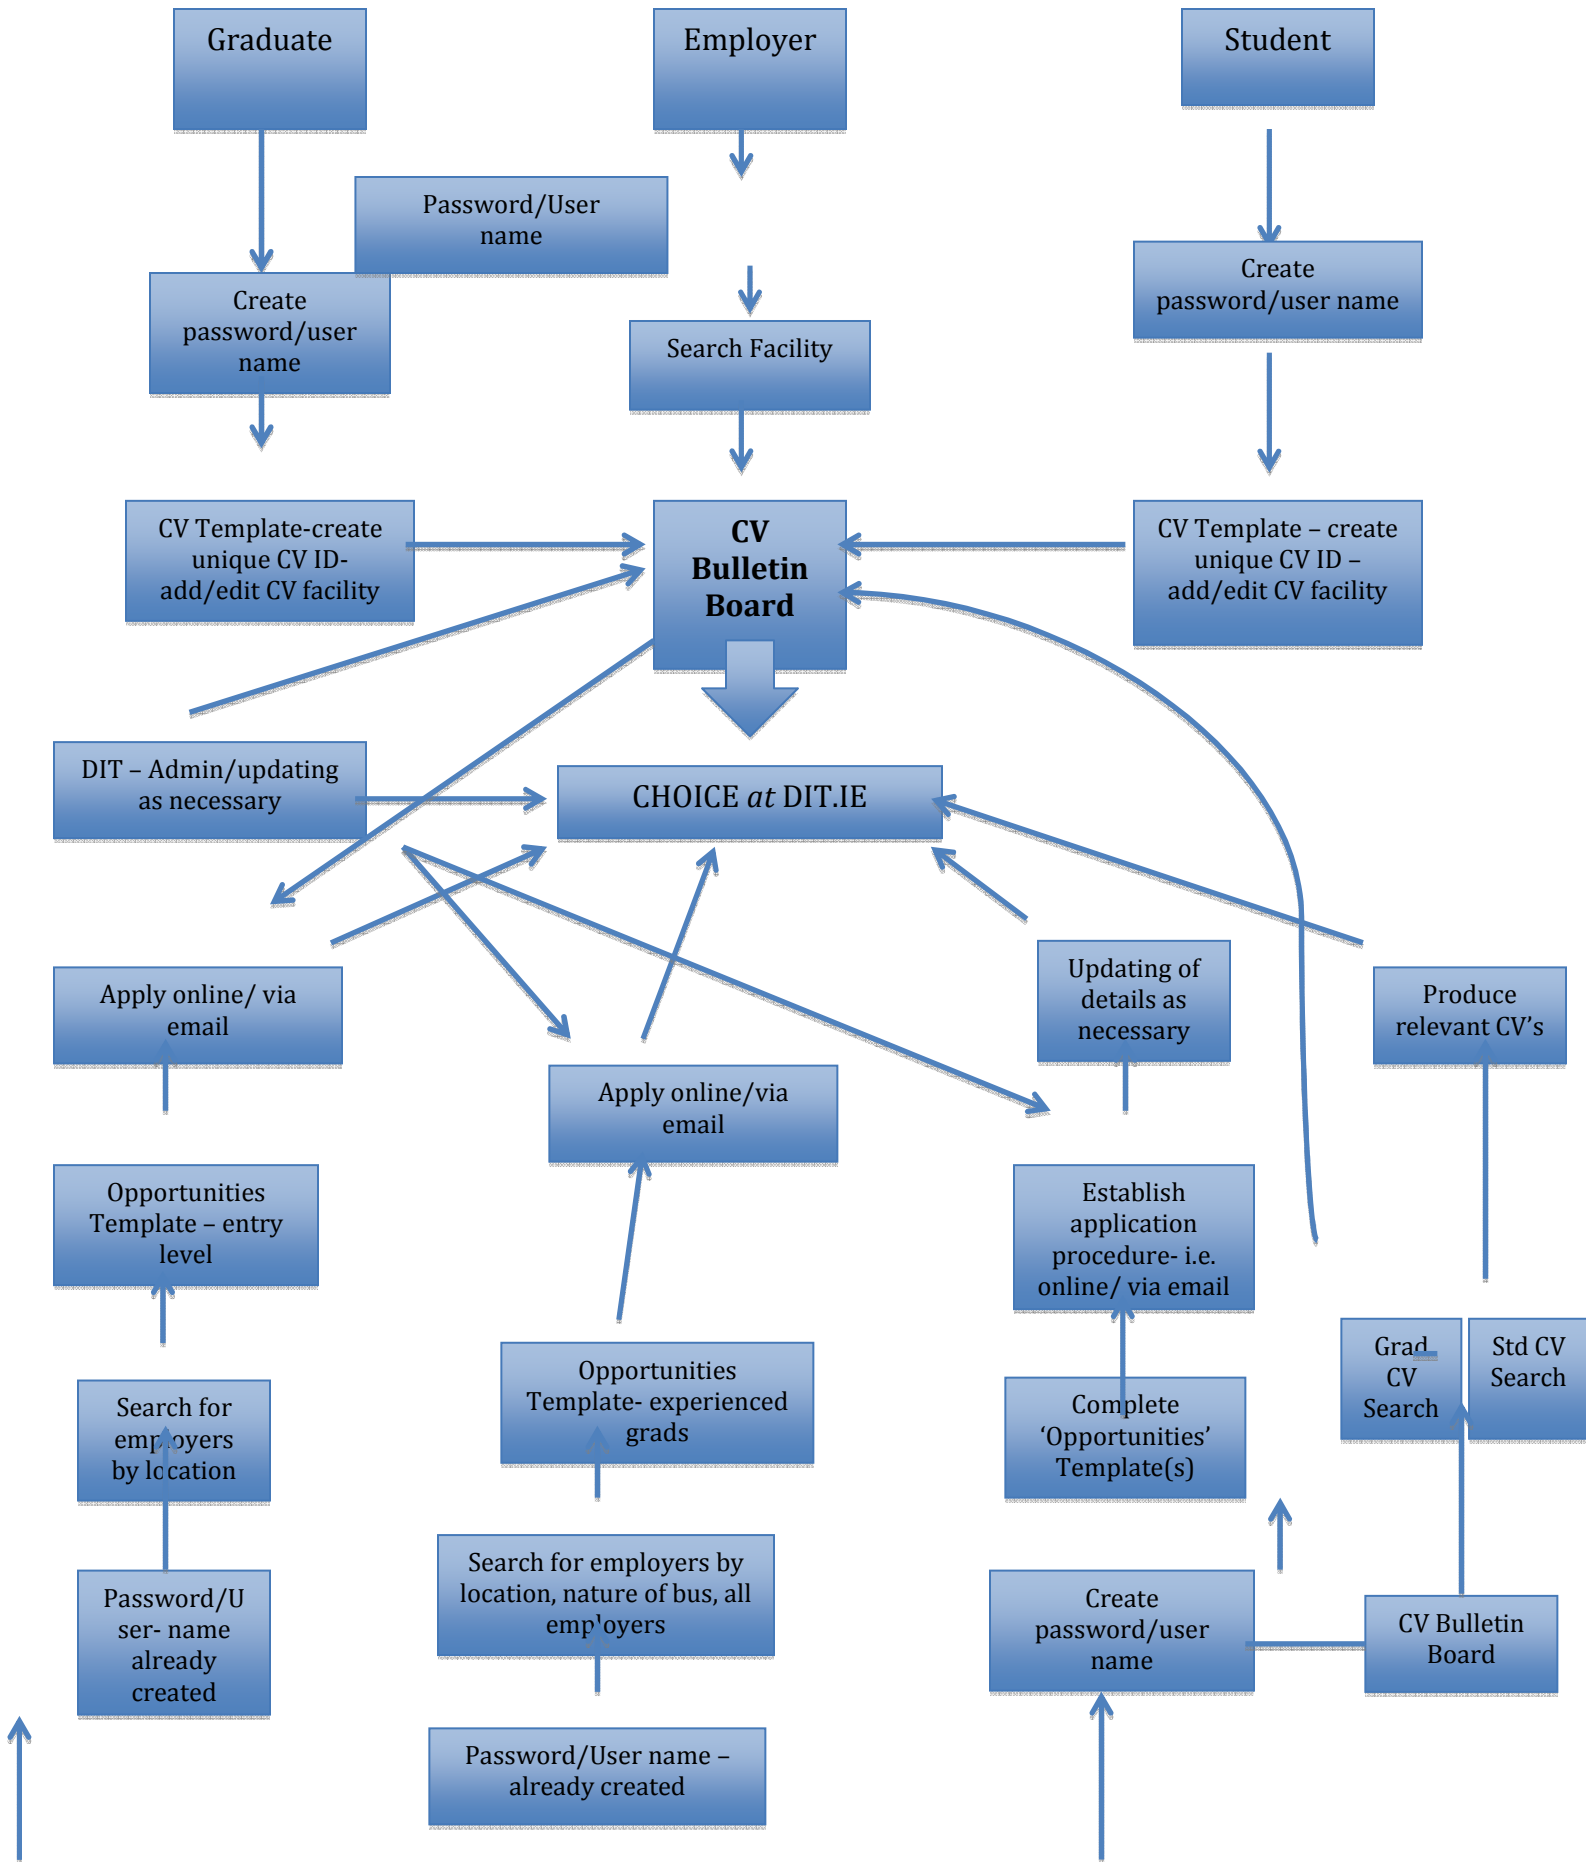 Graduate
Employer
Student
Password/User
name
Create
password/user
name
Search Facility
Create
password/user name
CV Template-create
unique CV ID-
add/edit CV facility
CV
Bulletin
Board
CV Template – create
unique CV ID –
add/edit CV facility
DIT – Admin/updating
as necessary
CHOICE at DIT.IE
Apply online/ via
email
Apply online/via
email
Updating of
details as
necessary
Produce
relevant CV’s
Opportunities
Template – entry
level
Establish
application
procedure- i.e.
online/ via email
Opportunities
Template- experienced
grads
Grad
CV
Search
Std CV
Search
Search for
employers
by location
Complete
‘Opportunities’
Template(s)
Search for employers by
location, nature of bus, all
employers
Password/U
ser- name
already
created
Create
password/user
name
CV Bulletin
Board
Password/User name –
already created